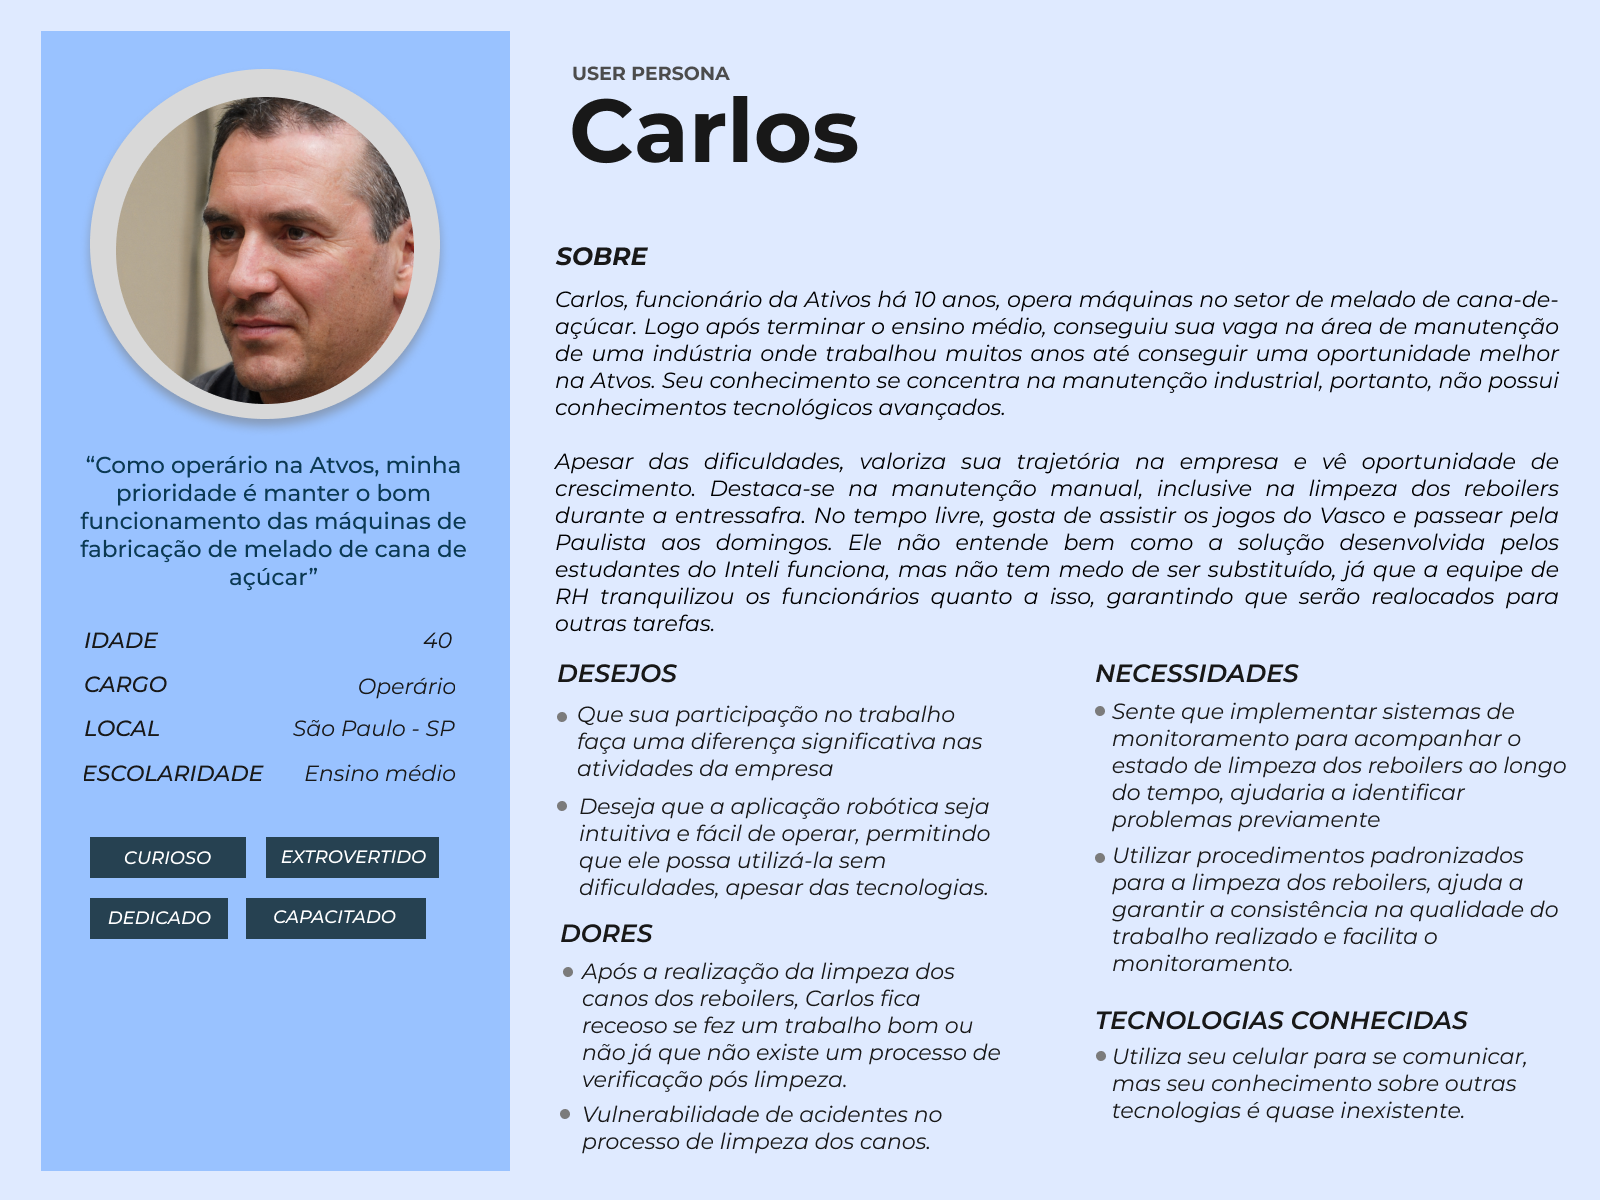 USER PERSONA
Carlos
“Como operário na Atvos, minha
prioridade é manter o bom
funcionamento das máquinas de
fabricação de melado de cana de
açúcar”
IDADE 40
CARGO Operário
LOCAL São Paulo - SP
ESCOLARIDADE Ensino médio
CURIOSO EXTROVERTIDO
DEDICADO CAPACITADO
SOBRE
Carlos, funcionário da Ativos há 10 anos, opera máquinas no setor de melado de cana-de-
açúcar. Logo após terminar o ensino médio, conseguiu sua vaga na área de manutenção
de uma indústria onde trabalhou muitos anos até conseguir uma oportunidade melhor
na Atvos. Seu conhecimento se concentra na manutenção industrial, portanto, não possui
conhecimentos tecnológicos avançados.
Apesar das dificuldades, valoriza sua trajetória na empresa e vê oportunidade de
crescimento. Destaca-se na manutenção manual, inclusive na limpeza dos reboilers
durante a entressafra. No tempo livre, gosta de assistir os jogos do Vasco e passear pela
Paulista aos domingos. Ele não entende bem como a solução desenvolvida pelos
estudantes do Inteli funciona, mas não tem medo de ser substituído, já que a equipe de
RH tranquilizou os funcionários quanto a isso, garantindo que serão realocados para
outras tarefas.
DESEJOS
Que sua participação no trabalho
faça uma diferença significativa nas
atividades da empresa
Deseja que a aplicação robótica seja
intuitiva e fácil de operar, permitindo
que ele possa utilizá-la sem
dificuldades, apesar das tecnologias.
DORES
Após a realização da limpeza dos
canos dos reboilers, Carlos fica
receoso se fez um trabalho bom ou
não já que não existe um processo de
verificação pós limpeza.
Vulnerabilidade de acidentes no
processo de limpeza dos canos.
NECESSIDADES
Sente que implementar sistemas de
monitoramento para acompanhar o
estado de limpeza dos reboilers ao longo
do tempo, ajudaria a identificar
problemas previamente
Utilizar procedimentos padronizados
para a limpeza dos reboilers, ajuda a
garantir a consistência na qualidade do
trabalho realizado e facilita o
monitoramento.
TECNOLOGIAS CONHECIDAS
Utiliza seu celular para se comunicar,
mas seu conhecimento sobre outras
tecnologias é quase inexistente.